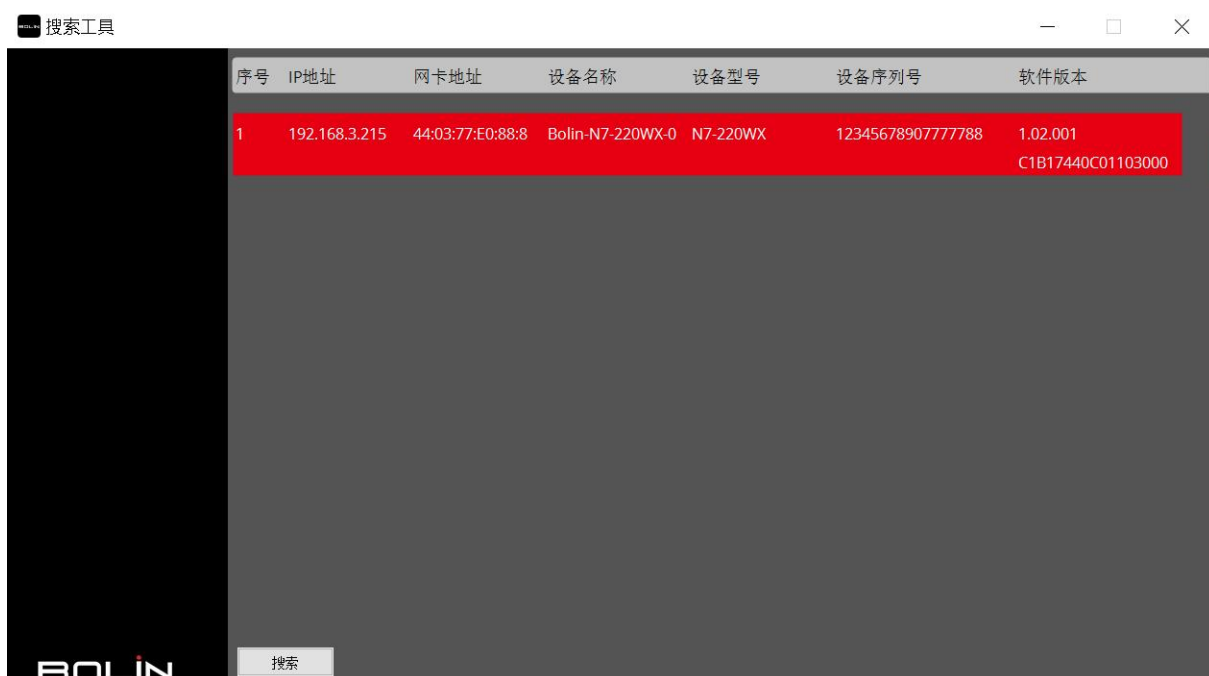 BOLIN 搜索工具
序号 IP地址 网卡地址 设备名称 设备型号 设备序列号 软件版本
1 192.168.3.215 44:03:77:E0:88:8 Bolin-N7-220WX-0 N7-220WX 12345678907777788 1.02.001
C1B17440C01103000
搜索
BOLIN